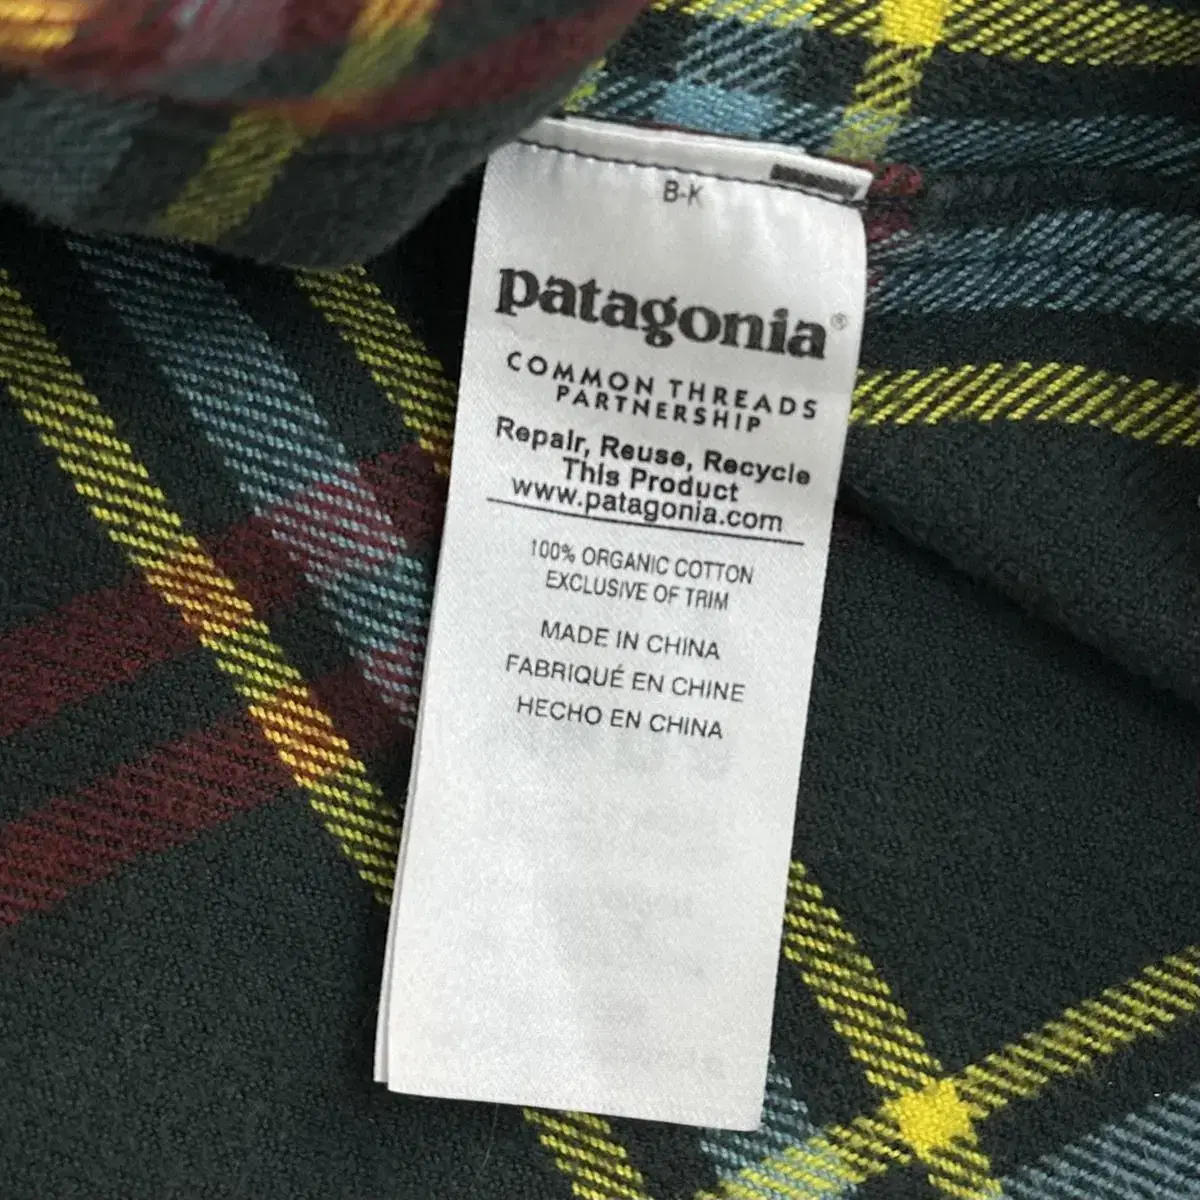 B-K
patagonia®
COMMON THREADS
PARTNERSHIP
Repair, Reuse, Recycle
This Product
www.patagonia.com
100% ORGANIC COTTON
EXCLUSIVE OF TRIM
MADE IN CHINA
FABRIQUÉ EN CHINE
HECHO EN CHINA